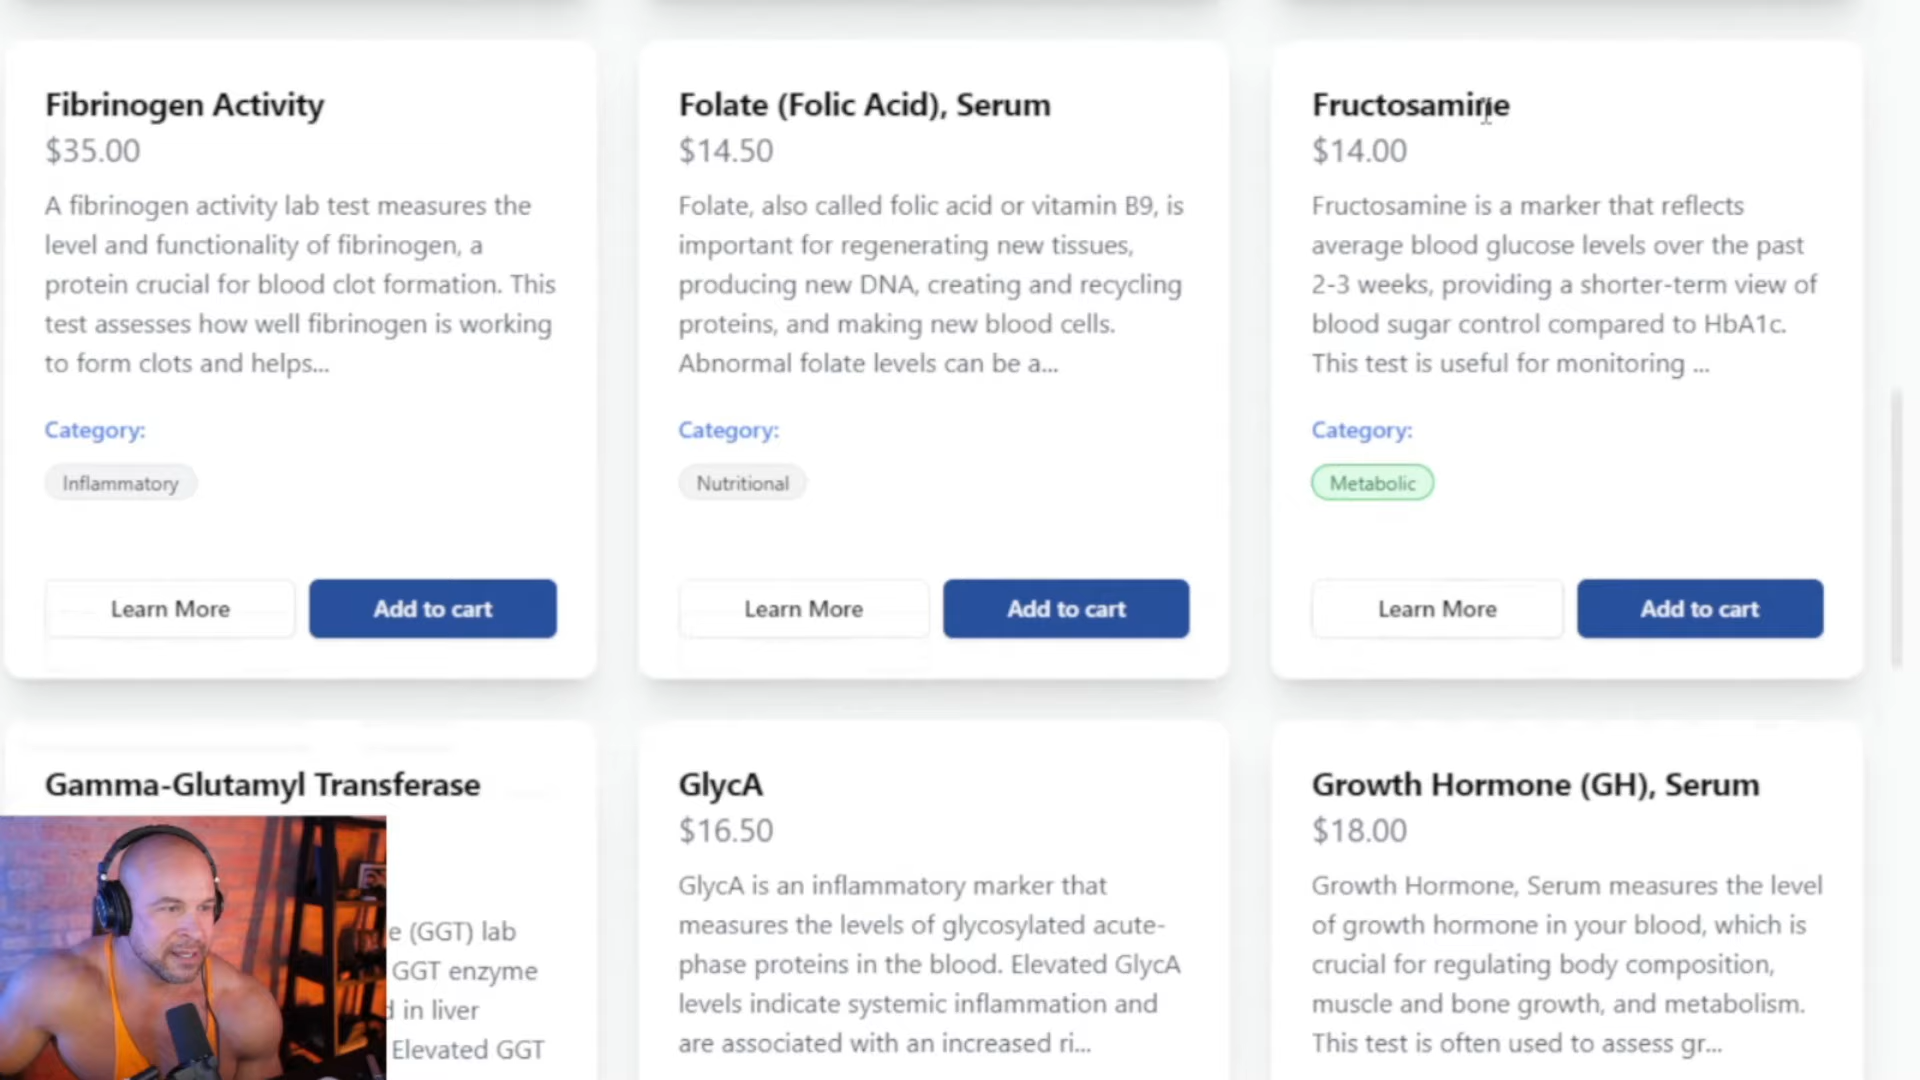 Fibrinogen Activity
$35.00
A fibrinogen activity lab test measures the
level and functionality of fibrinogen, a
protein crucial for blood clot formation. This
test assesses how well fibrinogen is working
to form clots and helps...
Category:
Inflammatory
Learn More
Add to cart
Folate (Folic Acid), Serum
$14.50
Folate, also called folic acid or vitamin B9, is
important for regenerating new tissues,
producing new DNA, creating and recycling
proteins, and making new blood cells.
Abnormal folate levels can be a...
Category:
Nutritional
Learn More
Add to cart
Fructosamine
$14.00
Fructosamine is a marker that reflects
average blood glucose levels over the past
2-3 weeks, providing a shorter-term view of
blood sugar control compared to HbA1c.
This test is useful for monitoring ...
Category:
Metabolic
Learn More
Add to cart
Gamma-Glutamyl Transferase
(GGT) lab
GGT enzyme
in liver
Elevated GGT
GlycA
$16.50
GlycA is an inflammatory marker that
measures the levels of glycosylated acute-
phase proteins in the blood. Elevated GlycA
levels indicate systemic inflammation and
are associated with an increased ri...
Growth Hormone (GH), Serum
$18.00
Growth Hormone, Serum measures the level
of growth hormone in your blood, which is
crucial for regulating body composition,
muscle and bone growth, and metabolism.
This test is often used to assess gr...